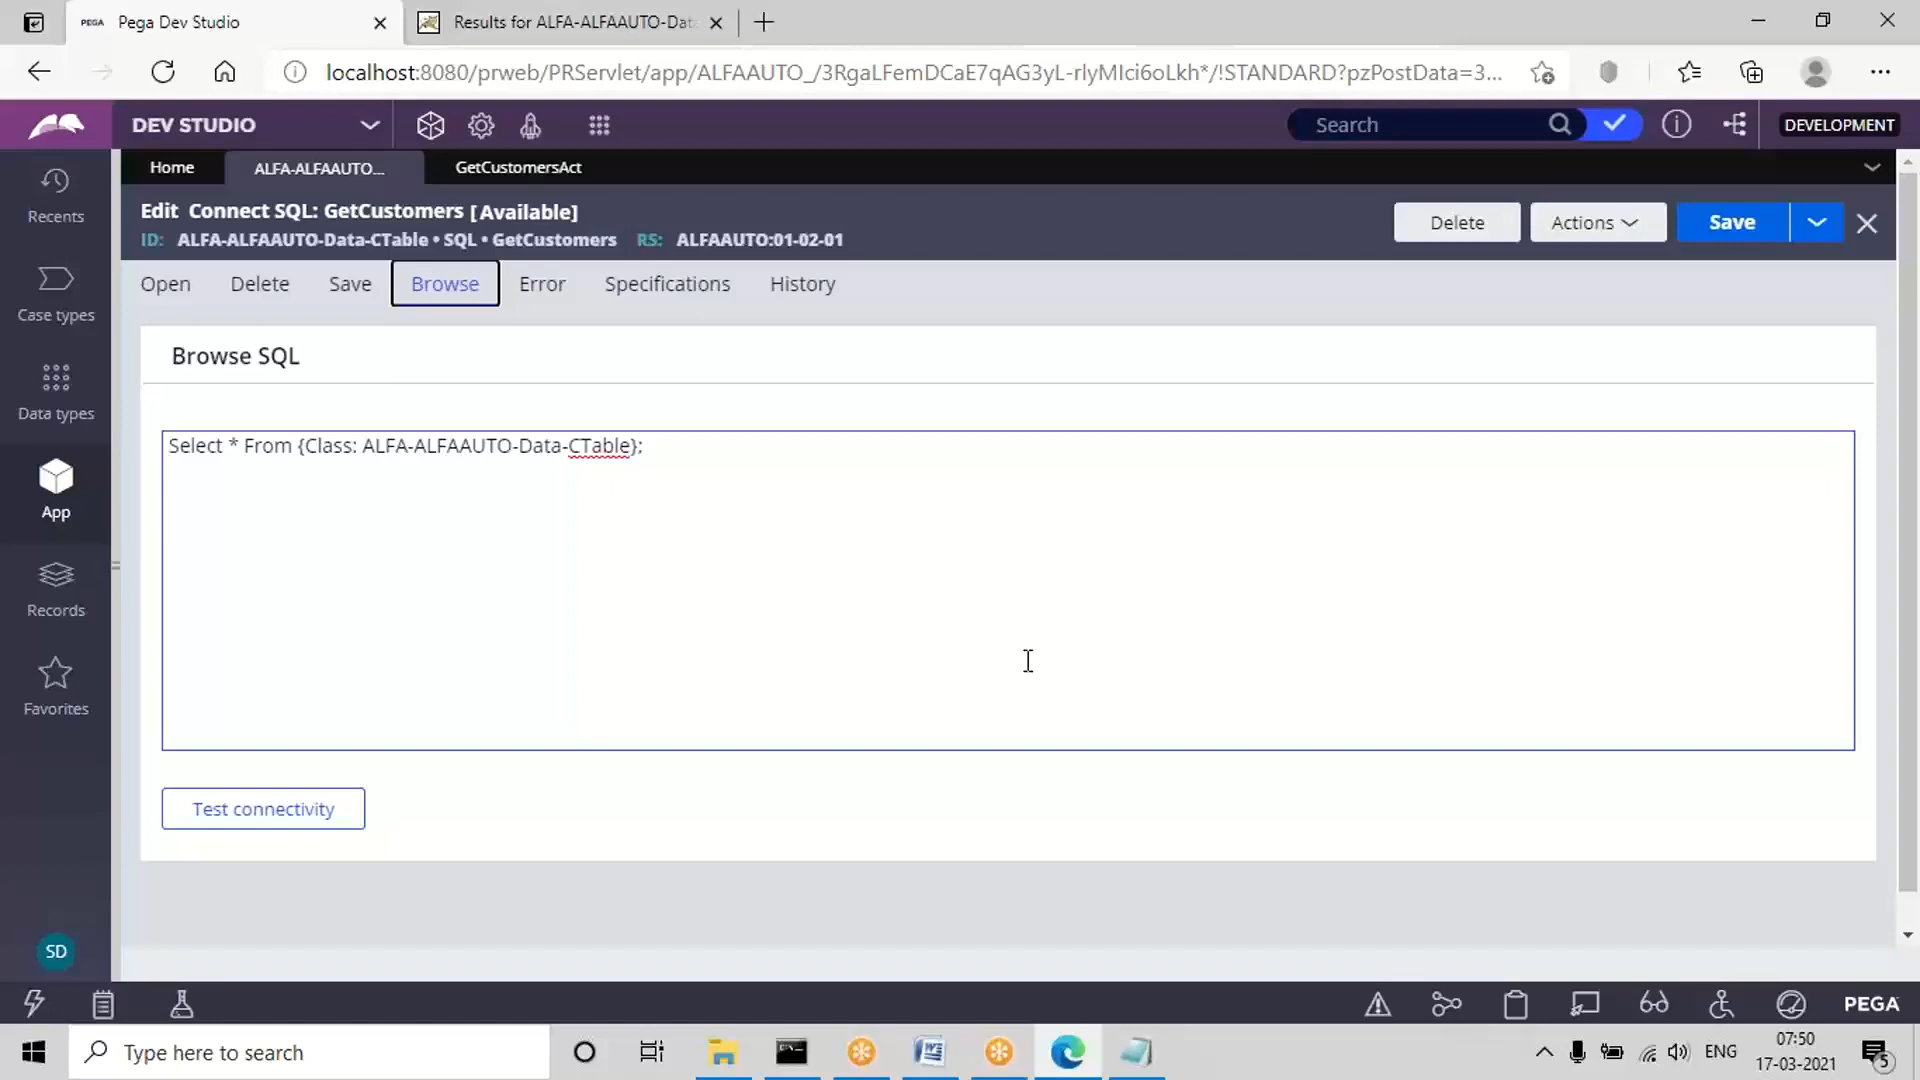 PEGA Pega Dev Studio
Results for ALFA-ALFAAUTO-Dat
localhost:8080/prweb/PRServlet/app/ALFAAUTO_/3RgaLFemDCaE7qAG3yL-rlyMIci6oLkh*/!STANDARD?pzPostData=3...
DEV STUDIO
Search
DEVELOPMENT
Home
ALFA-ALFAAUTO...
GetCustomersAct
Edit Connect SQL: GetCustomers [Available]
ID: ALFA-ALFAAUTO-Data-CTable • SQL • GetCustomers RS: ALFAAUTO:01-02-01
Delete
Actions
Save
Open
Delete
Save
Browse
Error
Specifications
History
Recents
Case types
Data types
App
Records
Favorites
SD
Browse SQL
Select * From {Class: ALFA-ALFAAUTO-Data-CTable};
Test connectivity
PEGA
Type here to search
ENG
07:50
17-03-2021
5